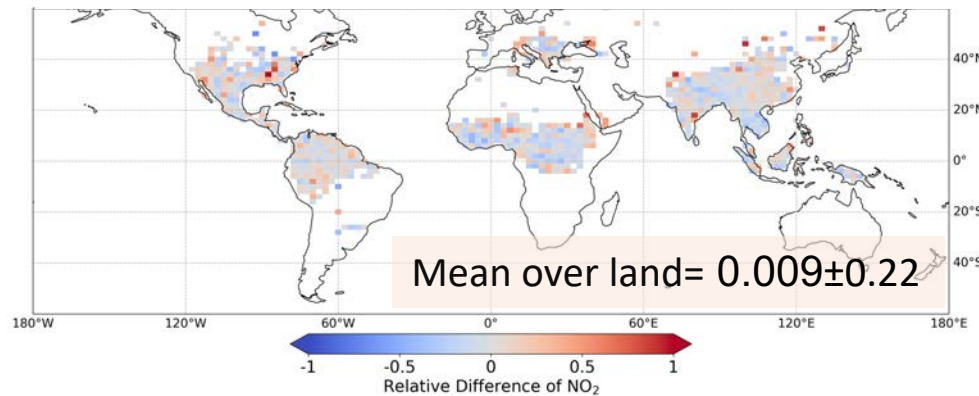 40°N
20°N
0°
20°S
Mean over land= 0.009±0.22
40°S
180°W 120°W 60°W 0° 60°E 120°E 180°E
-1 -0.5 0 0.5 1
Relative Difference of NO₂